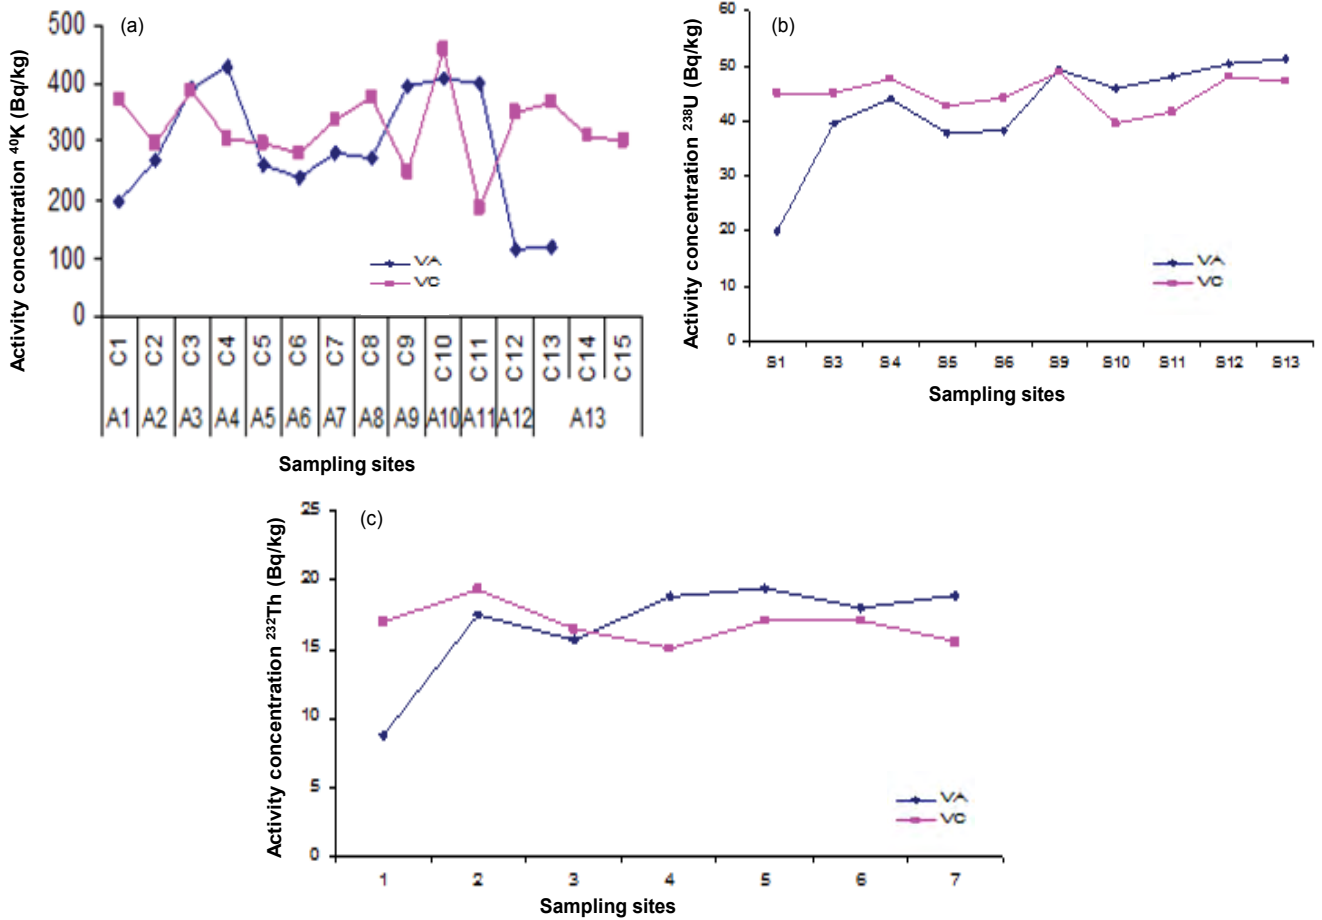 (a)
Activity concentration ⁴⁰K (Bq/kg)
500
400
300
200
100
0
VA
VC
C1 C2 C3 C4 C5 C6 C7 C8 C9 C10 C11 C12 C13 C14 C15
A1 A2 A3 A4 A5 A6 A7 A8 A9 A10 A11 A12 A13
Sampling sites
(b)
Activity concentration ²³⁸U (Bq/kg)
60
50
40
30
20
10
0
VA
VC
S1 S3 S4 S5 S6 S9 S10 S11 S12 S13
Sampling sites
(c)
Activity concentration ²³²Th (Bq/kg)
25
20
15
10
5
0
VA
VC
1 2 3 4 5 6 7
Sampling sites